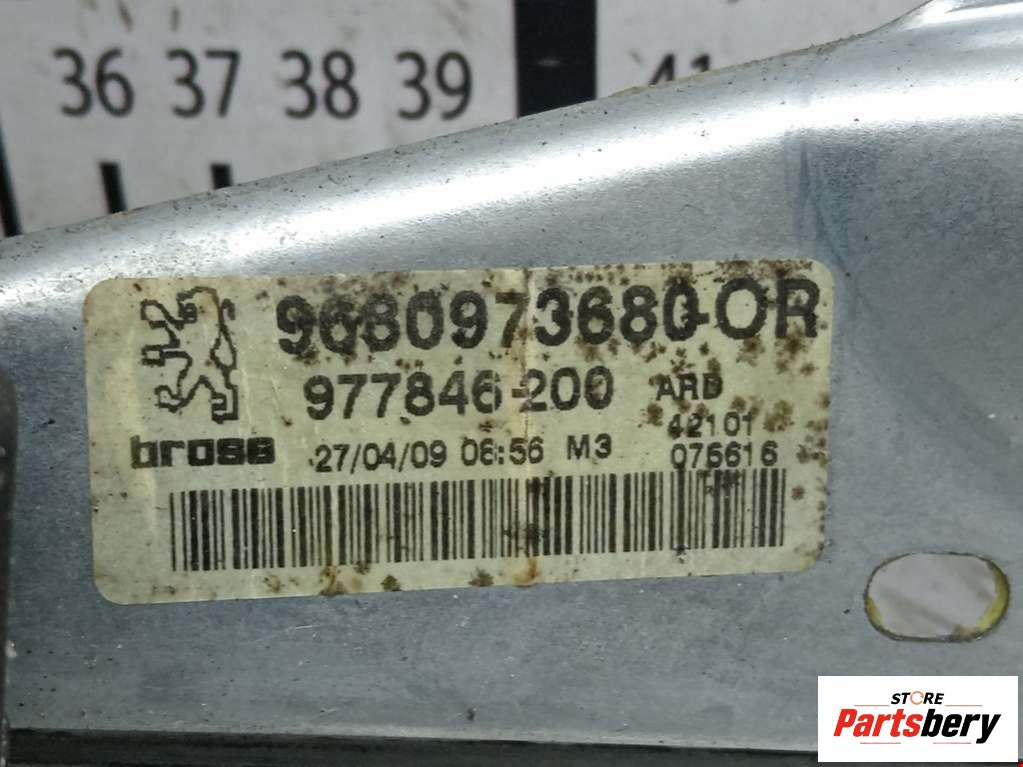 36 37 38 39 41
9680973680-OR
977846-200 ARD
42101
brose 27/04/09 06:56 M3 076616
STORE
Partsbery